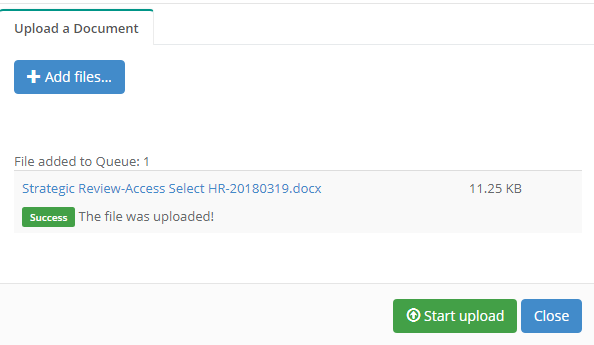 Upload a Document
Add files...
File added to Queue: 1
Strategic Review-Access Select HR-20180319.docx 11.25 KB
Success The file was uploaded!
Start upload Close